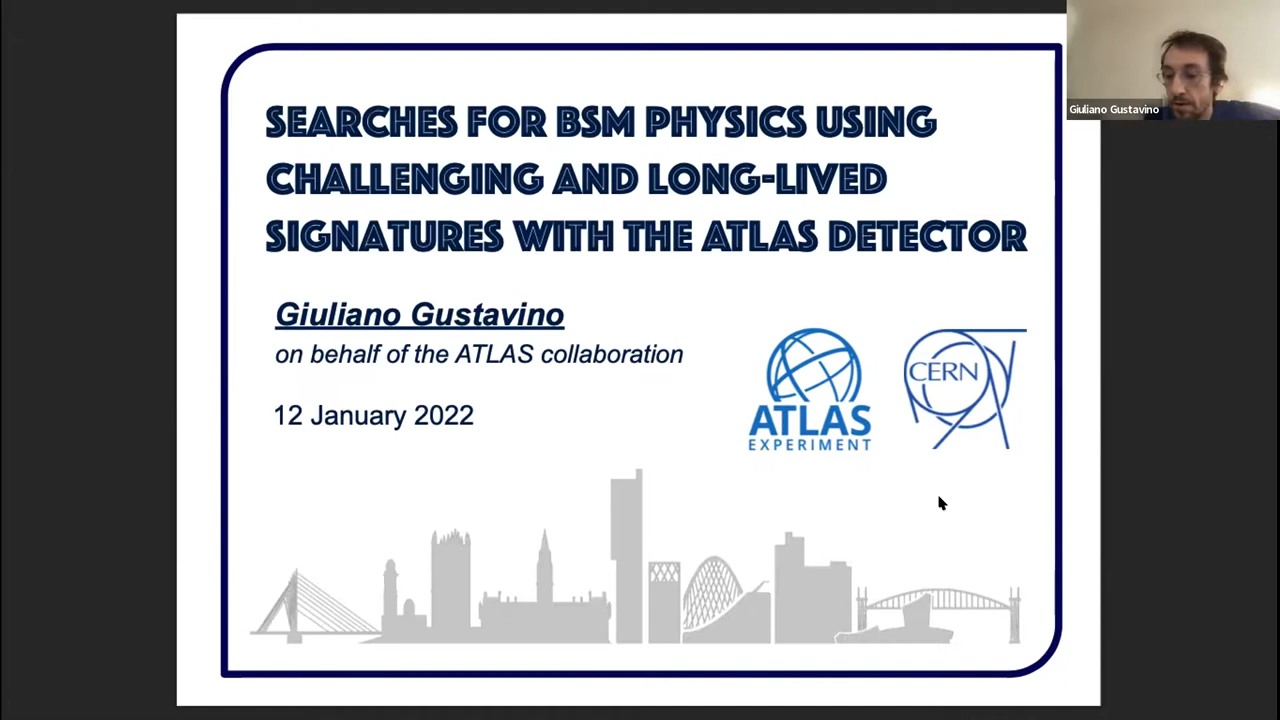 SEARCHES FOR BSM PHYSICS USING
CHALLENGING AND LONG-LIVED
SIGNATURES WITH THE ATLAS DETECTOR
Giuliano Gustavino
on behalf of the ATLAS collaboration
12 January 2022
ATLAS
EXPERIMENT
CERN
Giuliano Gustavino